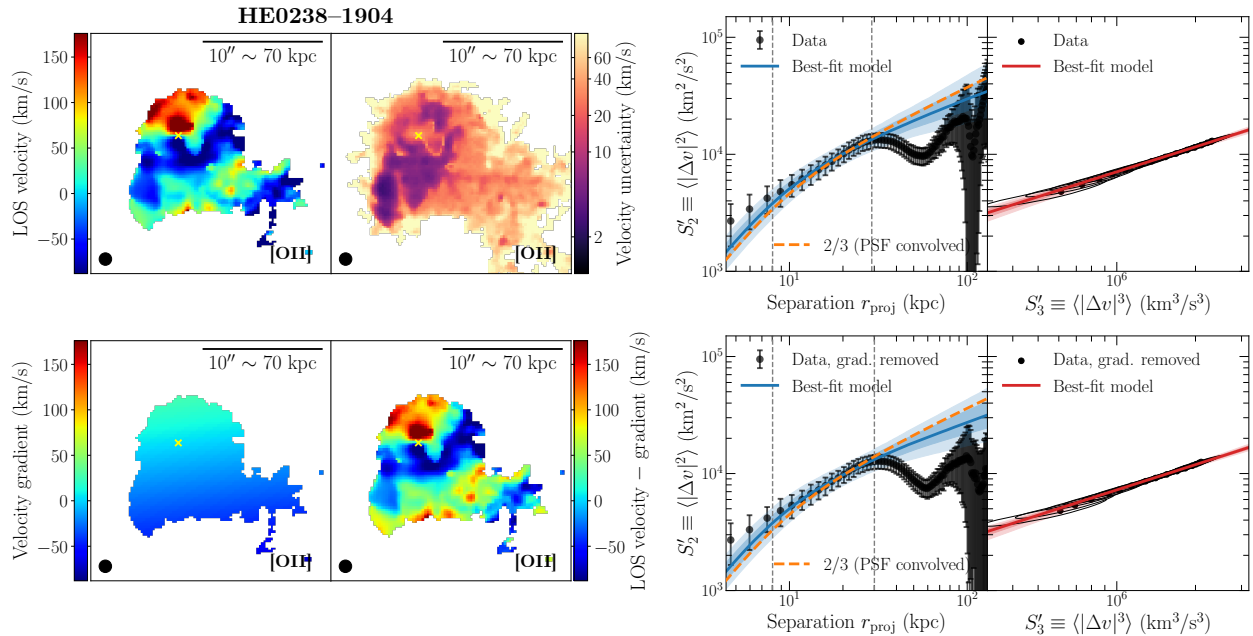 HE0238–1904
LOS velocity (km/s)
150
100
50
0
−50
10′′ ∼ 70 kpc
[OII]
10′′ ∼ 70 kpc
[OII]
60
40
20
10
2
Velocity uncertainty (km/s)
S′₂ ≡ ⟨|Δv|²⟩ (km²/s²)
10⁵
10⁴
10³
Data
Best-fit model
2/3 (PSF convolved)
10¹
10²
Separation r_proj (kpc)
Data
Best-fit model
10⁶
S′₃ ≡ ⟨|Δv|³⟩ (km³/s³)
Velocity gradient (km/s)
150
100
50
0
−50
10′′ ∼ 70 kpc
[OII]
10′′ ∼ 70 kpc
[OII]
150
100
50
0
−50
LOS velocity − gradient (km/s)
S′₂ ≡ ⟨|Δv|²⟩ (km²/s²)
10⁵
10⁴
10³
Data, grad. removed
Best-fit model
2/3 (PSF convolved)
10¹
10²
Separation r_proj (kpc)
Data, grad. removed
Best-fit model
10⁶
S′₃ ≡ ⟨|Δv|³⟩ (km³/s³)